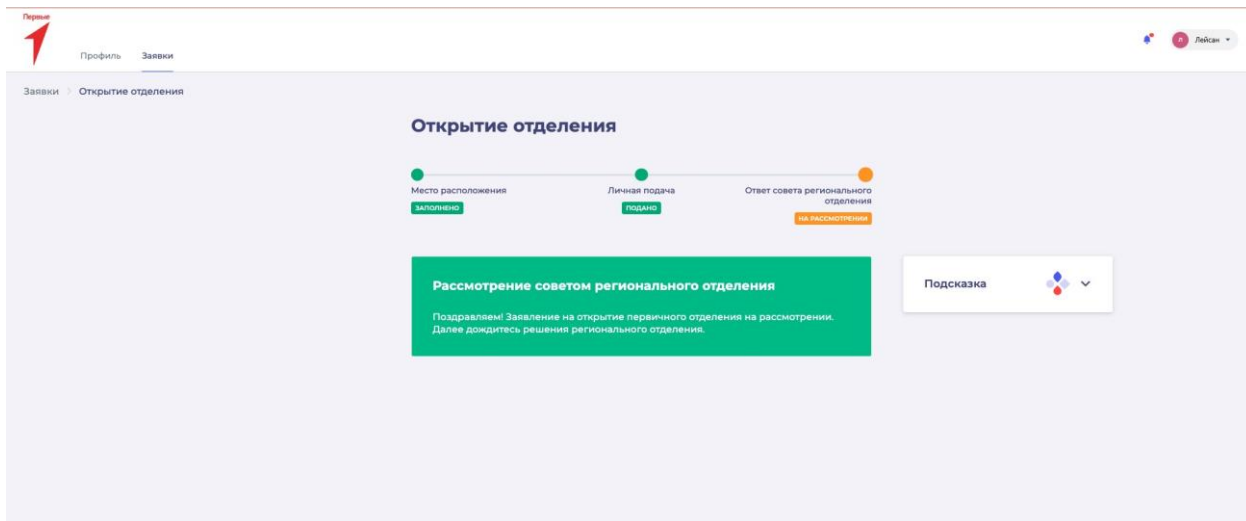 Первые
Профиль Заявки
Л Лейсан
Заявки Открытие отделения
Открытие отделения
Место расположения
ЗАПОЛНЕНО
Личная подача
ПОДАНО
Ответ совета регионального
отделения
НА РАССМОТРЕНИИ
Рассмотрение советом регионального отделения
Поздравляем! Заявление на открытие первичного отделения на рассмотрении.
Далее дождитесь решения регионального отделения.
Подсказка